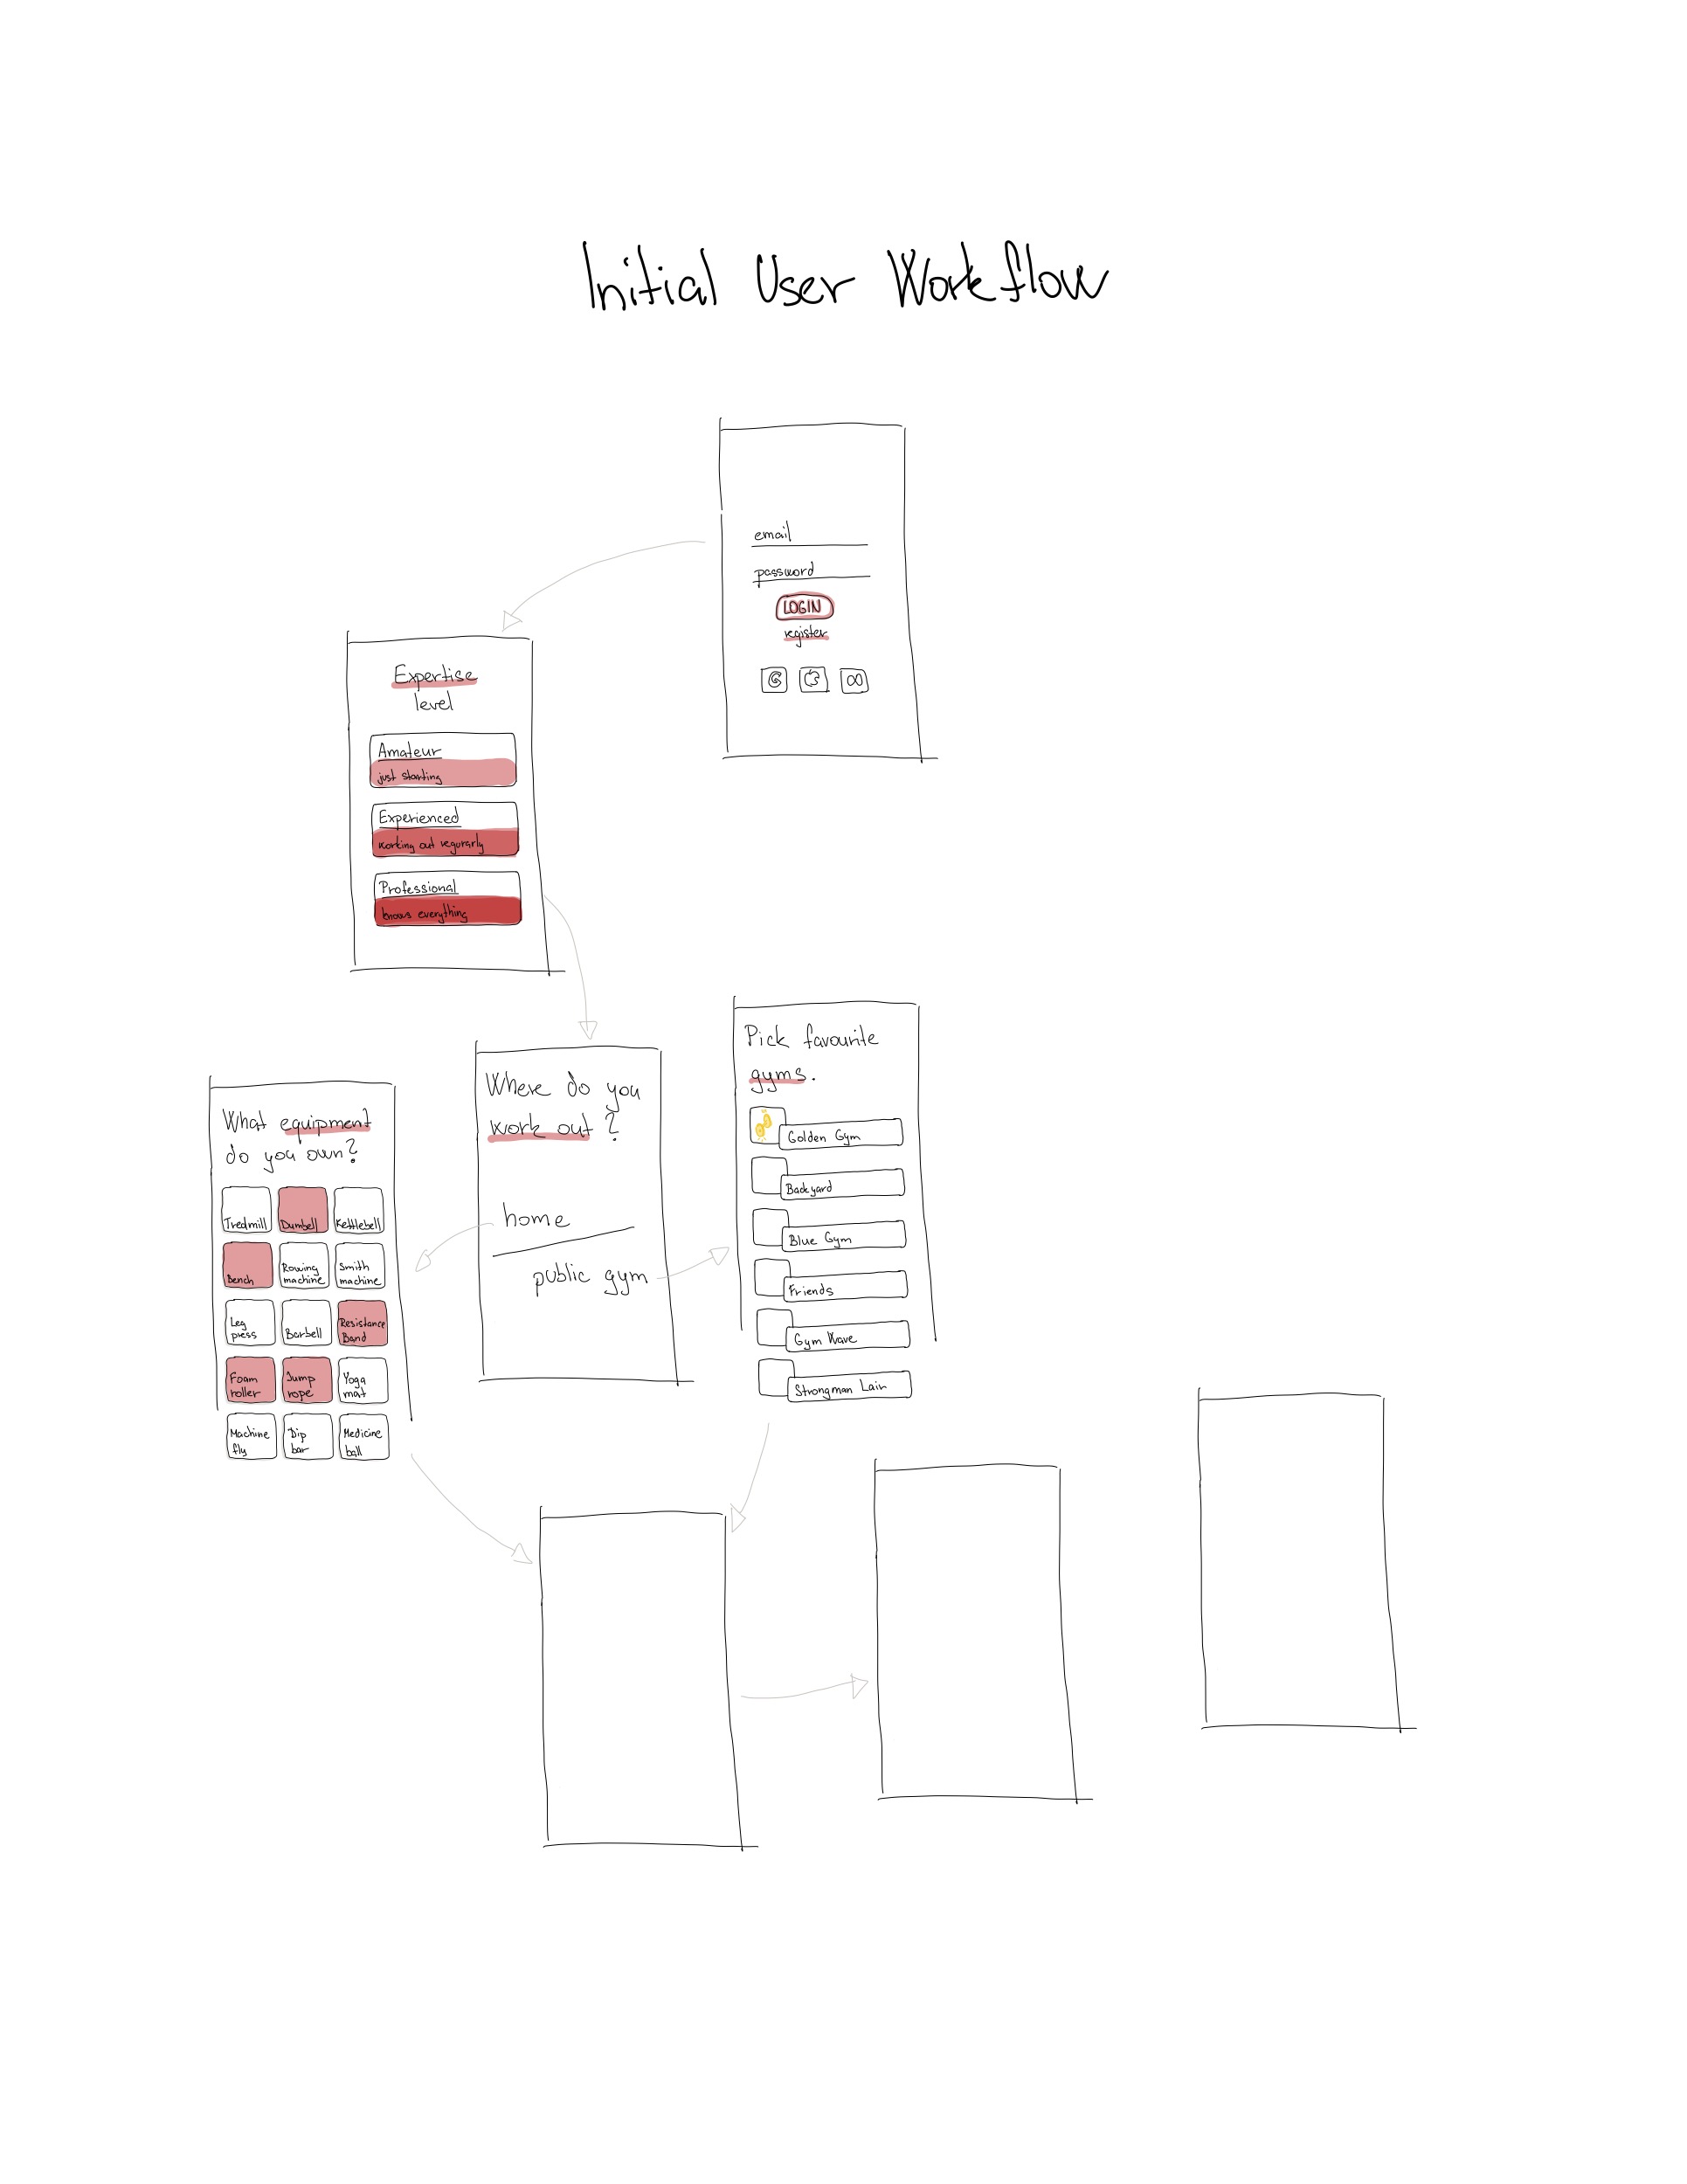 Initial User Workflow
email
password
LOGIN
register
Expertise
level
Amateur
just starting
Experienced
working out regurarly
Professional
knows everything
Where do you
work out?
home
public gym
What equipment
do you own?
Tredmill
Dumbell
Kettlebell
Bench
Rowing
machine
Smith
machine
Leg
press
Barbell
Resistance
Band
Foam
roller
Jump
rope
Yoga
mat
Machine
fly
Dip
bar
Medicine
ball
Pick favourite
gyms.
Golden Gym
Backyard
Blue Gym
Friends
Gym Wave
Strongman Lair